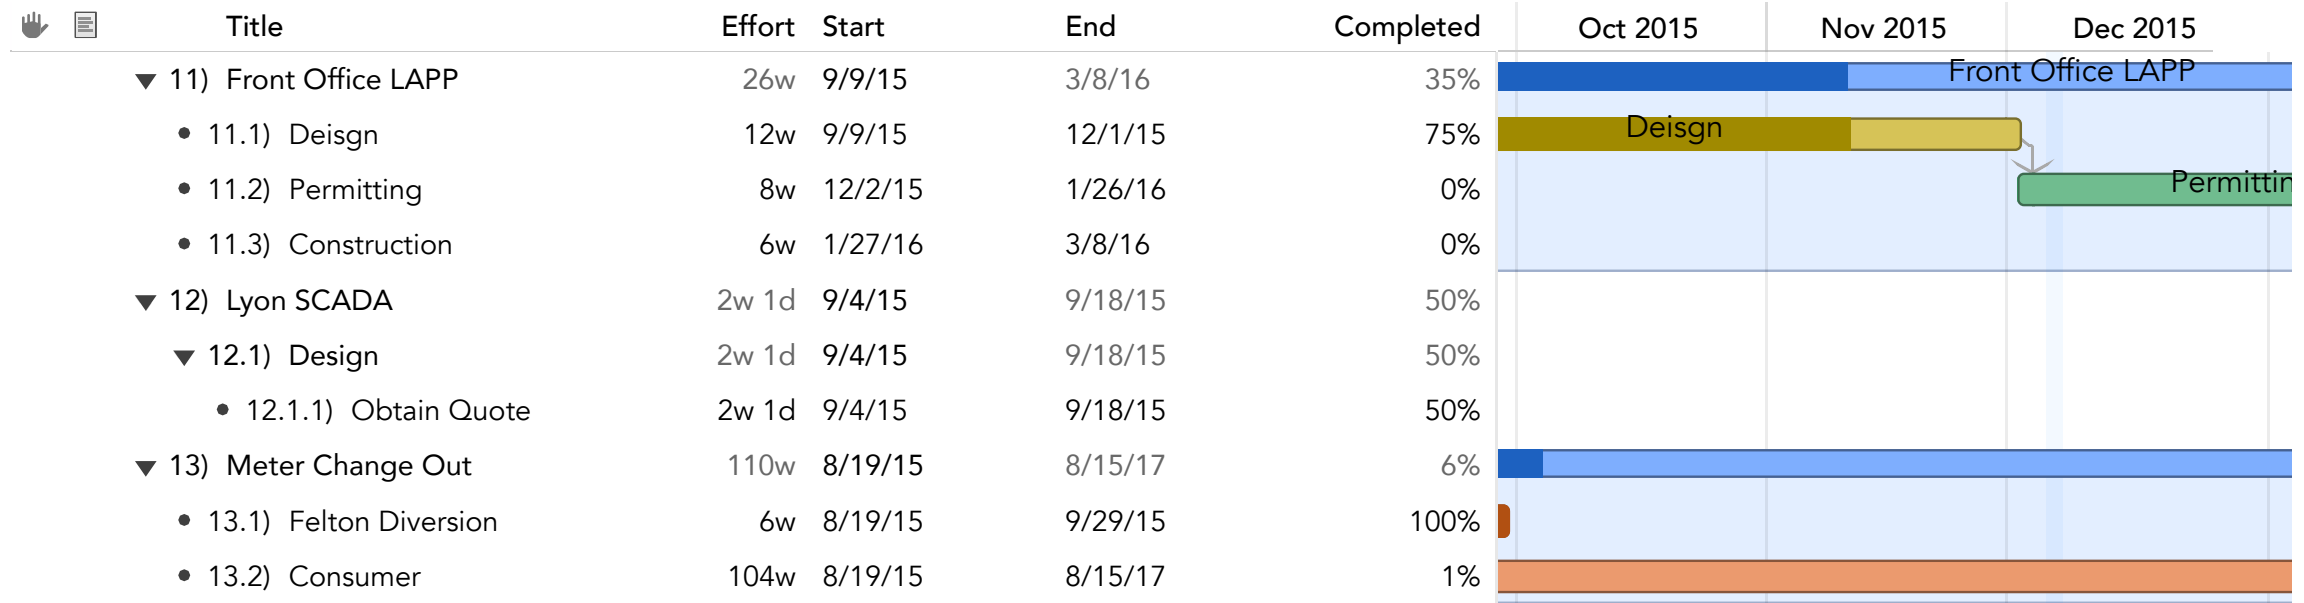 Title Effort Start End Completed Oct 2015 Nov 2015 Dec 2015
11) Front Office LAPP 26w 9/9/15 3/8/16 35% Front Office LAPP
11.1) Deisgn 12w 9/9/15 12/1/15 75% Deisgn
11.2) Permitting 8w 12/2/15 1/26/16 0% Permittin
11.3) Construction 6w 1/27/16 3/8/16 0%
12) Lyon SCADA 2w 1d 9/4/15 9/18/15 50%
12.1) Design 2w 1d 9/4/15 9/18/15 50%
12.1.1) Obtain Quote 2w 1d 9/4/15 9/18/15 50%
13) Meter Change Out 110w 8/19/15 8/15/17 6%
13.1) Felton Diversion 6w 8/19/15 9/29/15 100%
13.2) Consumer 104w 8/19/15 8/15/17 1%